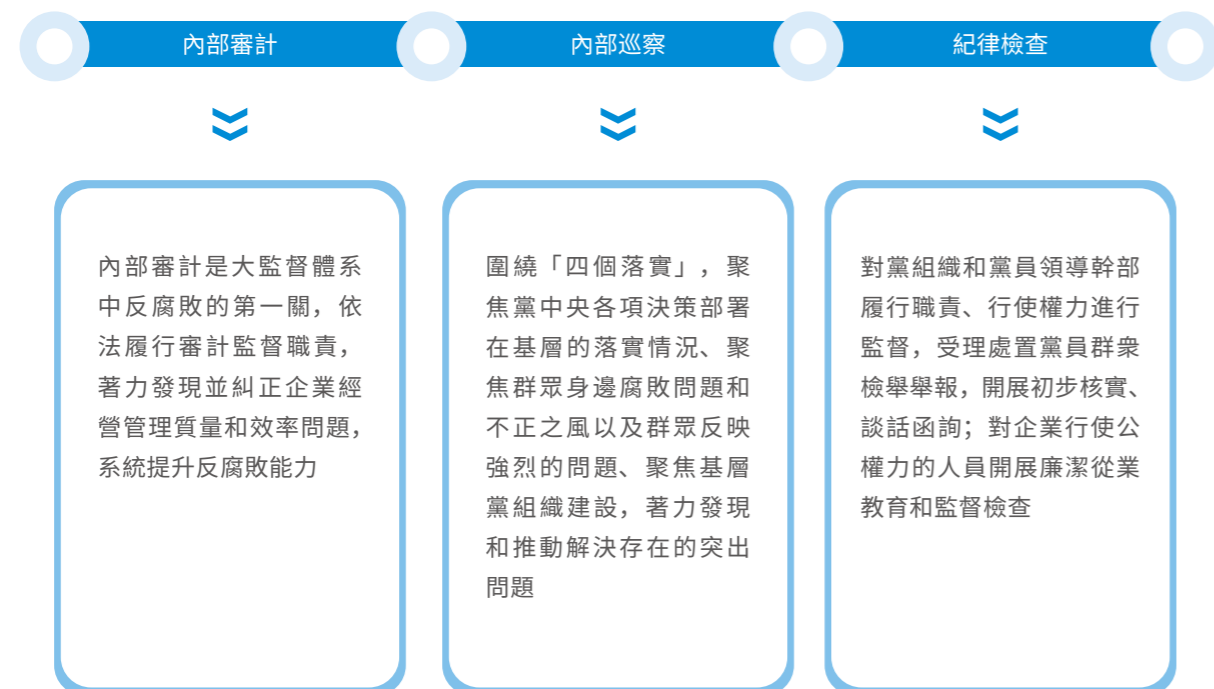 內部審計
內部巡察
紀律檢查
內部審計是大監督體系
中反腐敗的第一關，依
法履行審計監督職責，
著力發現並糾正企業經
營管理質量和效率問題，
系統提升反腐敗能力
圍繞「四個落實」，聚
焦黨中央各項決策部署
在基層的落實情況、聚
焦群眾身邊腐敗問題和
不正之風以及群眾反映
強烈的問題、聚焦基層
黨組織建設，著力發現
和推動解決存在的突出
問題
對黨組織和黨員領導幹部
履行職責、行使權力進行
監督，受理處置黨員群衆
檢舉舉報，開展初步核實、
談話函詢；對企業行使公
權力的人員開展廉潔從業
教育和監督檢查